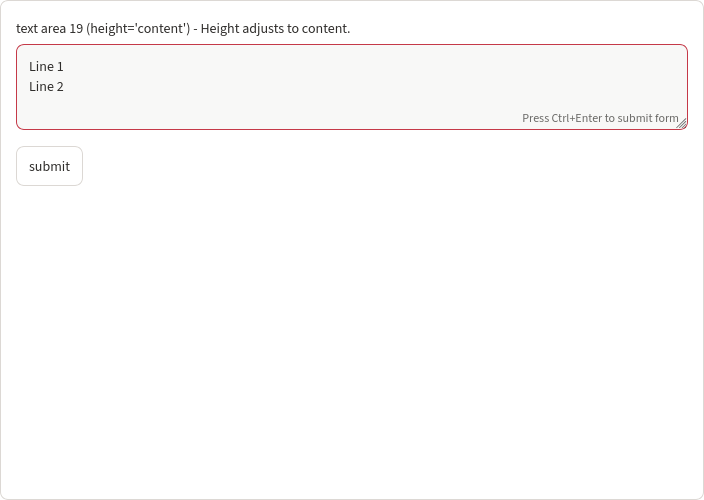 text area 19 (height='content') - Height adjusts to content.
Line 1
Line 2
Press Ctrl+Enter to submit form
submit